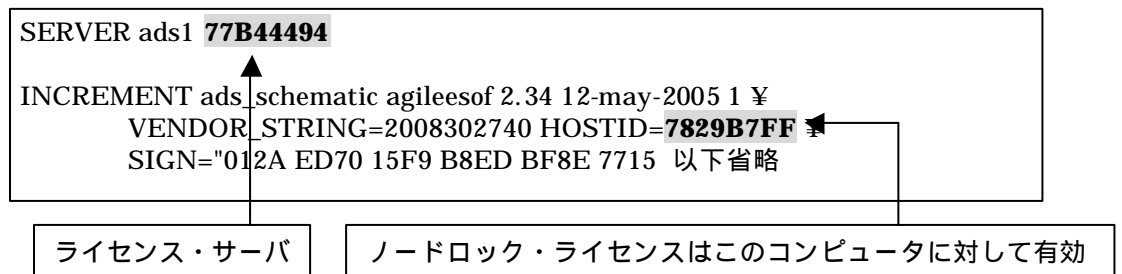 SERVER ads1 77B44494
INCREMENT ads_schematic agileesof 2.34 12-may-2005 1 ¥
VENDOR_STRING=2008302740 HOSTID=7829B7FF ¥
SIGN="012A ED70 15F9 B8ED BF8E 7715 以下省略
ライセンス・サーバ
ノードロック・ライセンスはこのコンピュータに対して有効